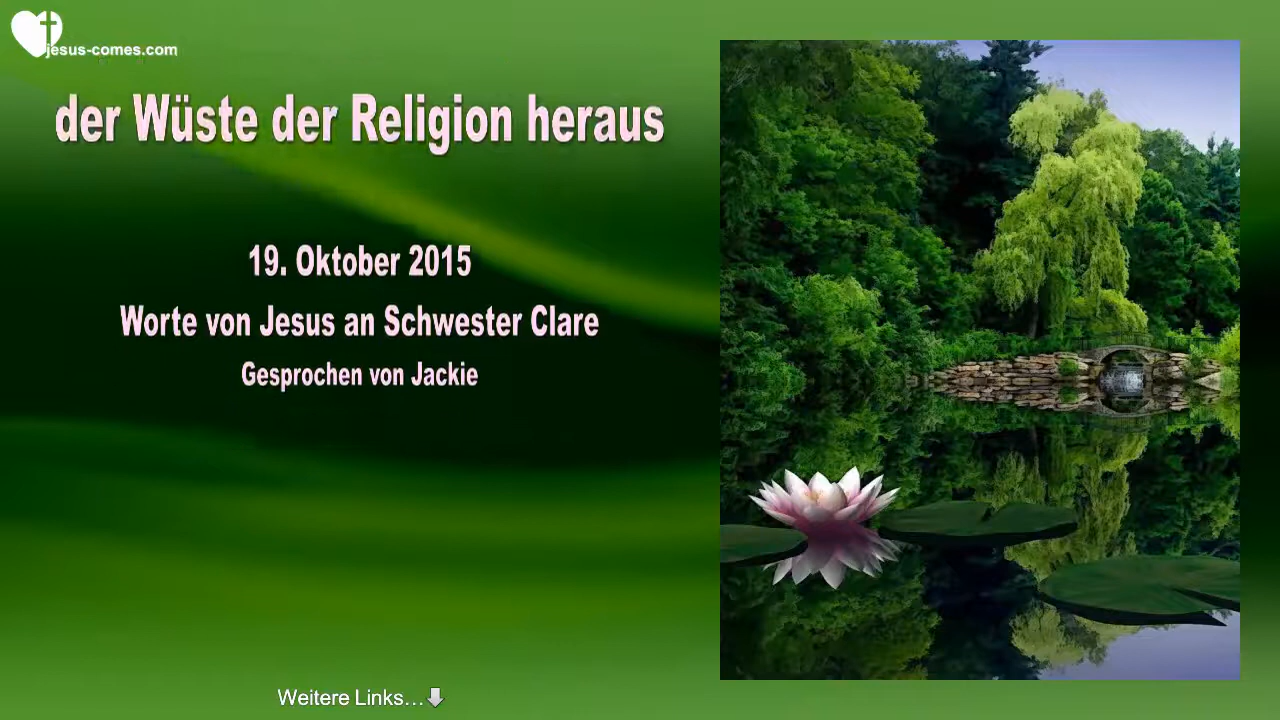 jesus-comes.com
der Wüste der Religion heraus
19. Oktober 2015
Worte von Jesus an Schwester Clare
Gesprochen von Jackie
Weitere Links...